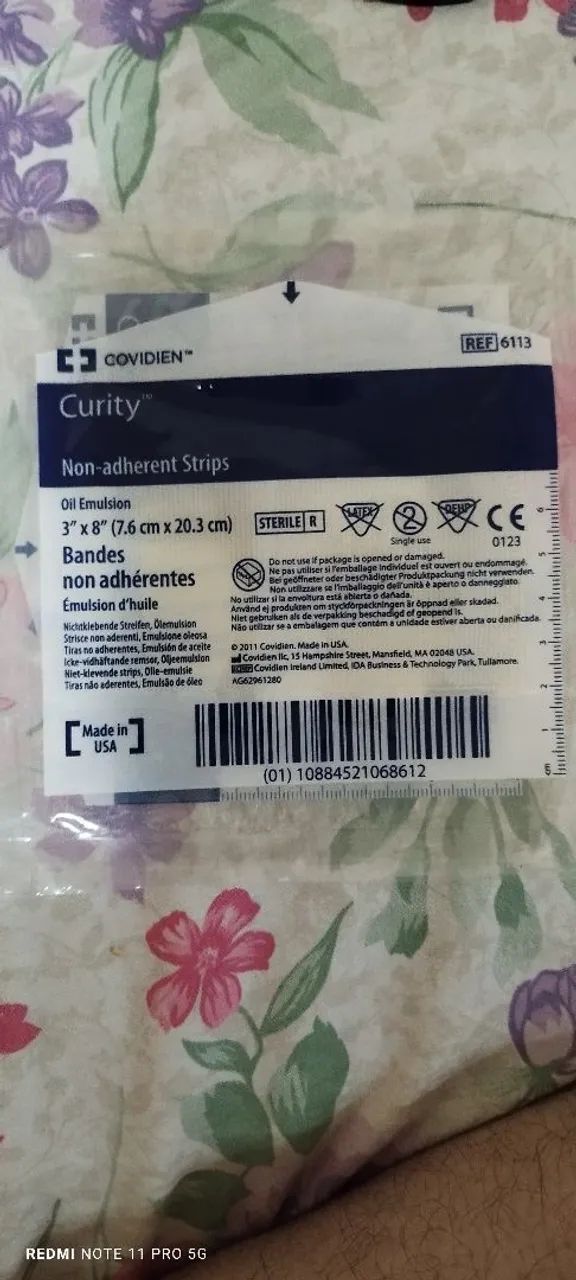 COVIDIEN™
REF 6113
Curity™
Non-adherent Strips
Oil Emulsion
3" x 8" (7.6 cm x 20.3 cm)
Bandes
non adhérentes
Émulsion d'huile
Nichtklebende Streifen, Ölemulsion
Strisce non aderenti, Emulsione oleosa
Tiras no adherentes, Emulsión de aceite
Icke-vidhäftande remsor, Oljeemulsion
Niet-klevende strips, Olie-emulsie
Tiras não aderentes, Emulsão de óleo
STERILE R
LATEX
2
Single use
DEHP
CE
0123
Do not use if package is opened or damaged.
Ne pas utiliser si l'emballage individuel est ouvert ou endommagé.
Bei geöffneter oder beschädigter Produktpackung nicht verwenden.
Non utilizzare se l'imballaggio dell'unità è aperto o danneggiato.
No utilizar si la envoltura está abierta o dañada.
Använd ej produkten om styckförpackningen är öppnad eller skadad.
Niet gebruiken als de verpakking beschadigd of geopend is.
Não utilizar se a embalagem que contém a unidade estiver aberta ou danificada.
© 2011 Covidien. Made in USA.
Covidien llc, 15 Hampshire Street, Mansfield, MA 02048 USA.
Covidien Ireland Limited, IDA Business & Technology Park, Tullamore.
AG62961280
Made in
USA
(01) 10884521068612
6
5
4
3
2
1
REDMI NOTE 11 PRO 5G